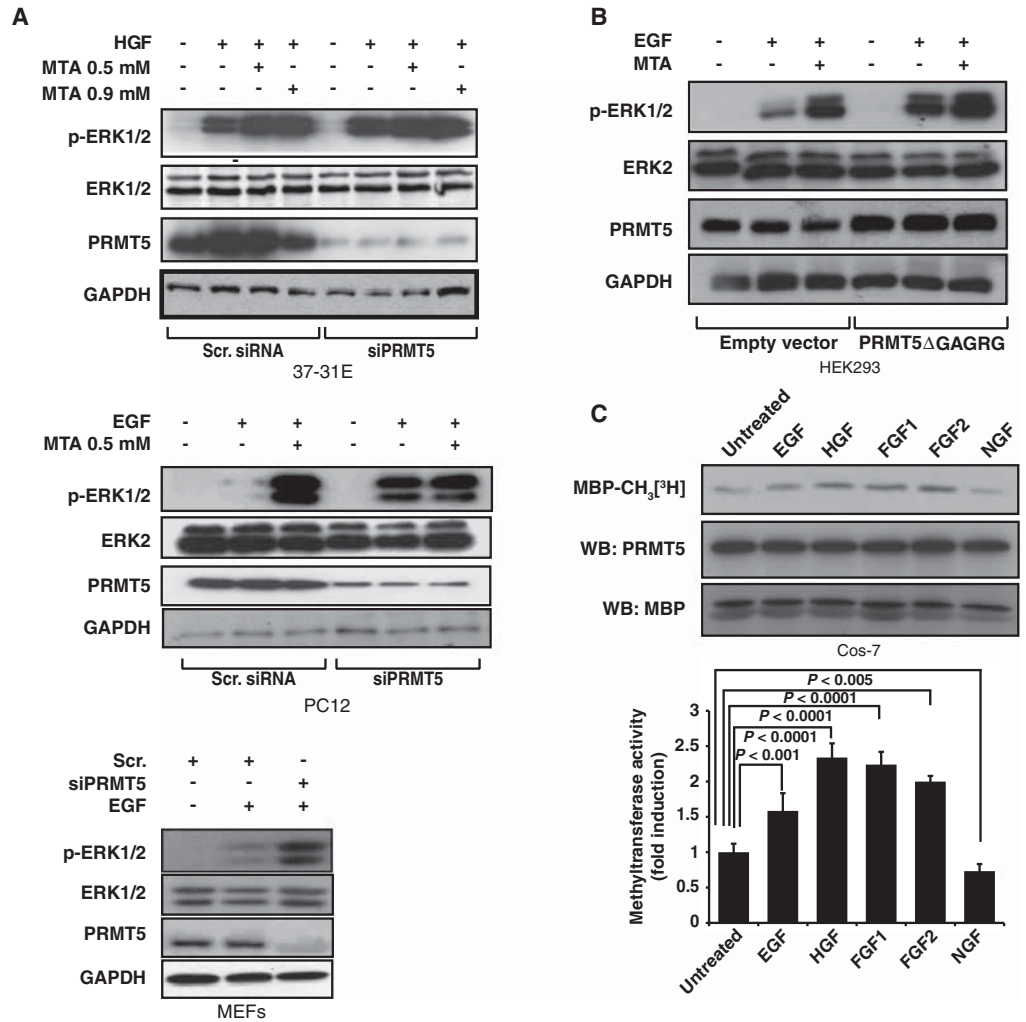 A
HGF - + + + - + + +
MTA 0.5 mM - - + - - - + -
MTA 0.9 mM - - - + - - - +
p-ERK1/2
ERK1/2
PRMT5
GAPDH
Scr. siRNA siPRMT5
37-31E
EGF - + + - + +
MTA 0.5 mM - - + - - +
p-ERK1/2
ERK2
PRMT5
GAPDH
Scr. siRNA siPRMT5
PC12
Scr. + + -
siPRMT5 - - +
EGF - + +
p-ERK1/2
ERK1/2
PRMT5
GAPDH
MEFs
B
EGF - + + - + +
MTA - - + - - +
p-ERK1/2
ERK2
PRMT5
GAPDH
Empty vector PRMT5ΔGAGRG
HEK293
C
Untreated EGF HGF FGF1 FGF2 NGF
MBP-CH₃[³H]
WB: PRMT5
WB: MBP
Cos-7
P < 0.005
P < 0.0001
P < 0.0001
P < 0.0001
P < 0.001
Methyltransferase activity
(fold induction)
3
2.5
2
1.5
1
0.5
0
Untreated EGF HGF FGF1 FGF2 NGF